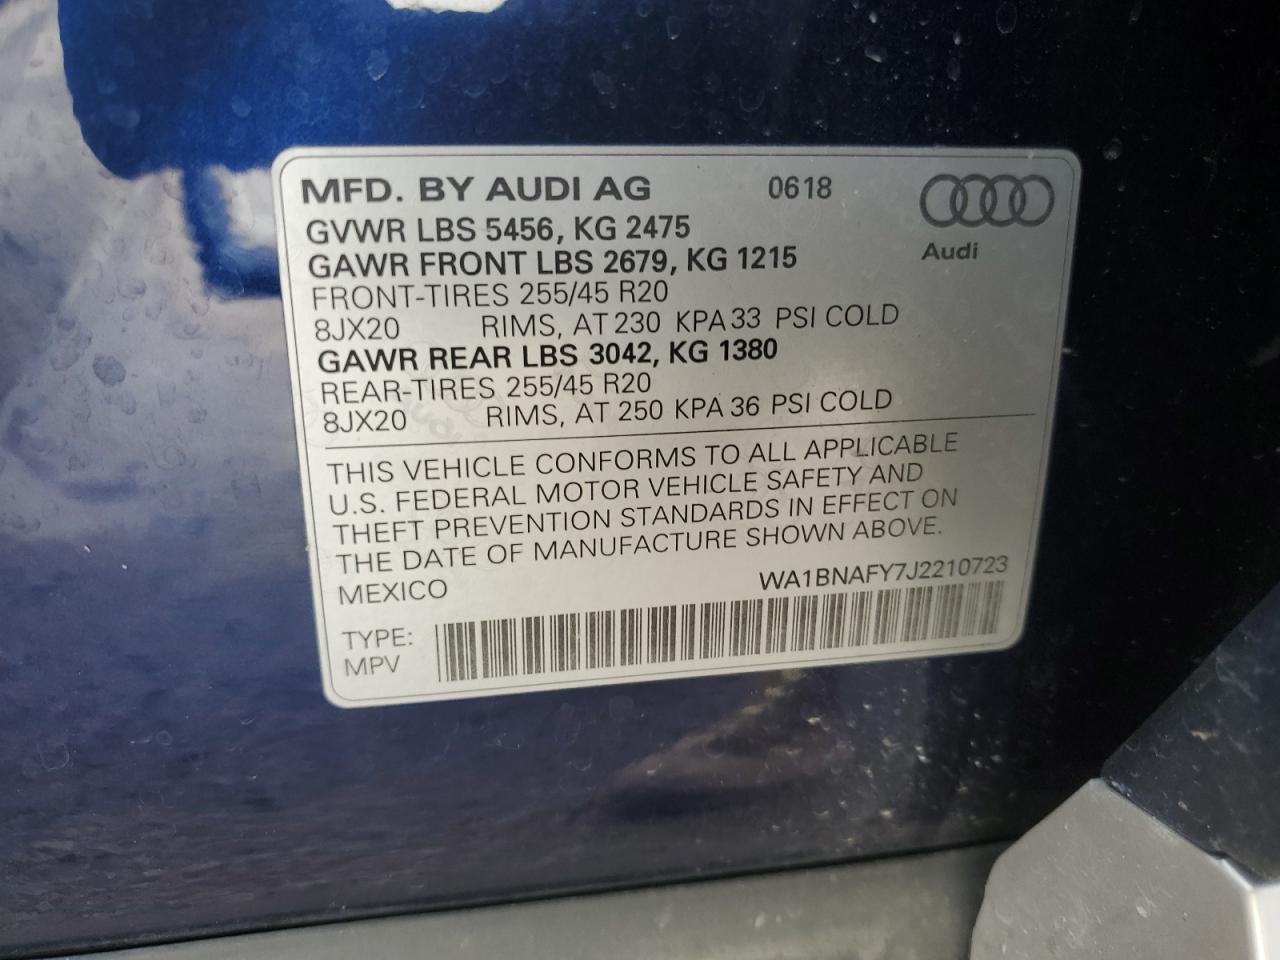 MFD. BY AUDI AG 0618
GVWR LBS 5456, KG 2475
Audi
GAWR FRONT LBS 2679, KG 1215
FRONT-TIRES 255/45 R20
8JX20 RIMS, AT 230 KPA 33 PSI COLD
GAWR REAR LBS 3042, KG 1380
REAR-TIRES 255/45 R20
8JX20 RIMS, AT 250 KPA 36 PSI COLD
THIS VEHICLE CONFORMS TO ALL APPLICABLE
U.S. FEDERAL MOTOR VEHICLE SAFETY AND
THEFT PREVENTION STANDARDS IN EFFECT ON
THE DATE OF MANUFACTURE SHOWN ABOVE.
MEXICO WA1BNAFY7J2210723
TYPE:
MPV